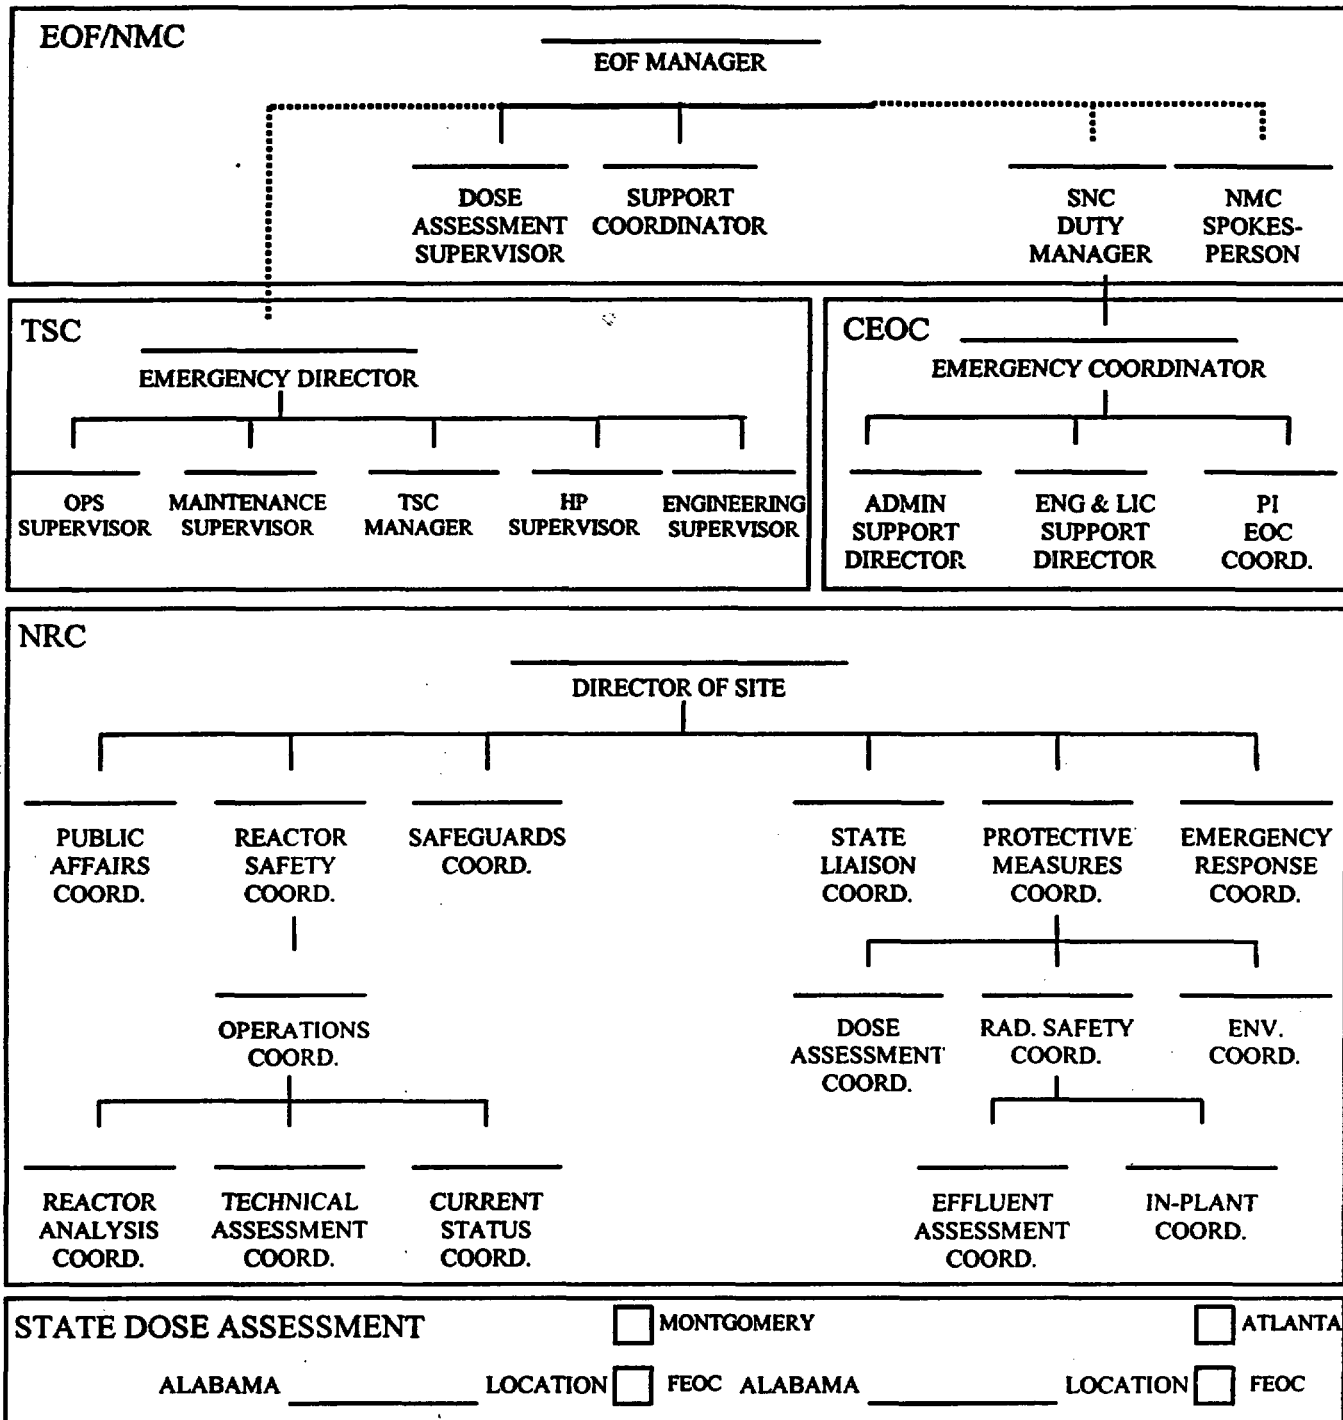 EOF/NMC
EOF MANAGER
DOSE
ASSESSMENT
SUPERVISOR
SUPPORT
COORDINATOR
SNC
DUTY
MANAGER
NMC
SPOKES-
PERSON
TSC
EMERGENCY DIRECTOR
OPS
SUPERVISOR
MAINTENANCE
SUPERVISOR
TSC
MANAGER
HP
SUPERVISOR
ENGINEERING
SUPERVISOR
CEOC
EMERGENCY COORDINATOR
ADMIN
SUPPORT
DIRECTOR
ENG & LIC
SUPPORT
DIRECTOR
PI
EOC
COORD.
NRC
DIRECTOR OF SITE
PUBLIC
AFFAIRS
COORD.
REACTOR
SAFETY
COORD.
SAFEGUARDS
COORD.
STATE
LIAISON
COORD.
PROTECTIVE
MEASURES
COORD.
EMERGENCY
RESPONSE
COORD.
OPERATIONS
COORD.
DOSE
ASSESSMENT
COORD.
RAD. SAFETY
COORD.
ENV.
COORD.
REACTOR
ANALYSIS
COORD.
TECHNICAL
ASSESSMENT
COORD.
CURRENT
STATUS
COORD.
EFFLUENT
ASSESSMENT
COORD.
IN-PLANT
COORD.
STATE DOSE ASSESSMENT
MONTGOMERY
ATLANTA
ALABAMA
LOCATION
FEOC
ALABAMA
LOCATION
FEOC